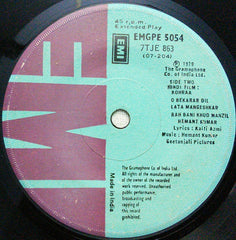 45 r.p.m.
Extended Play
EMI
EMGPE 5054
7TJE 863
(07-204)
℗ 1979
The Gramophone
Co. of India Ltd.
SIDE TWO
HINDI FILM:
KOHRAA
O BEKARAR DIL
LATA MANGESHKAR
RAH BANI KHUD MANZIL
HEMANT KUMAR
Lyrics : Kaifi Azmi
Music : Hemant Kumar
Geetanjali Pictures
The Gramophone Co of India Ltd.
All rights of the manufacturer and of
the owner of the recorded
work reserved. Unauthorised
public performance,
broadcasting and
copying of
this record
prohibited.
Made in India
EMI